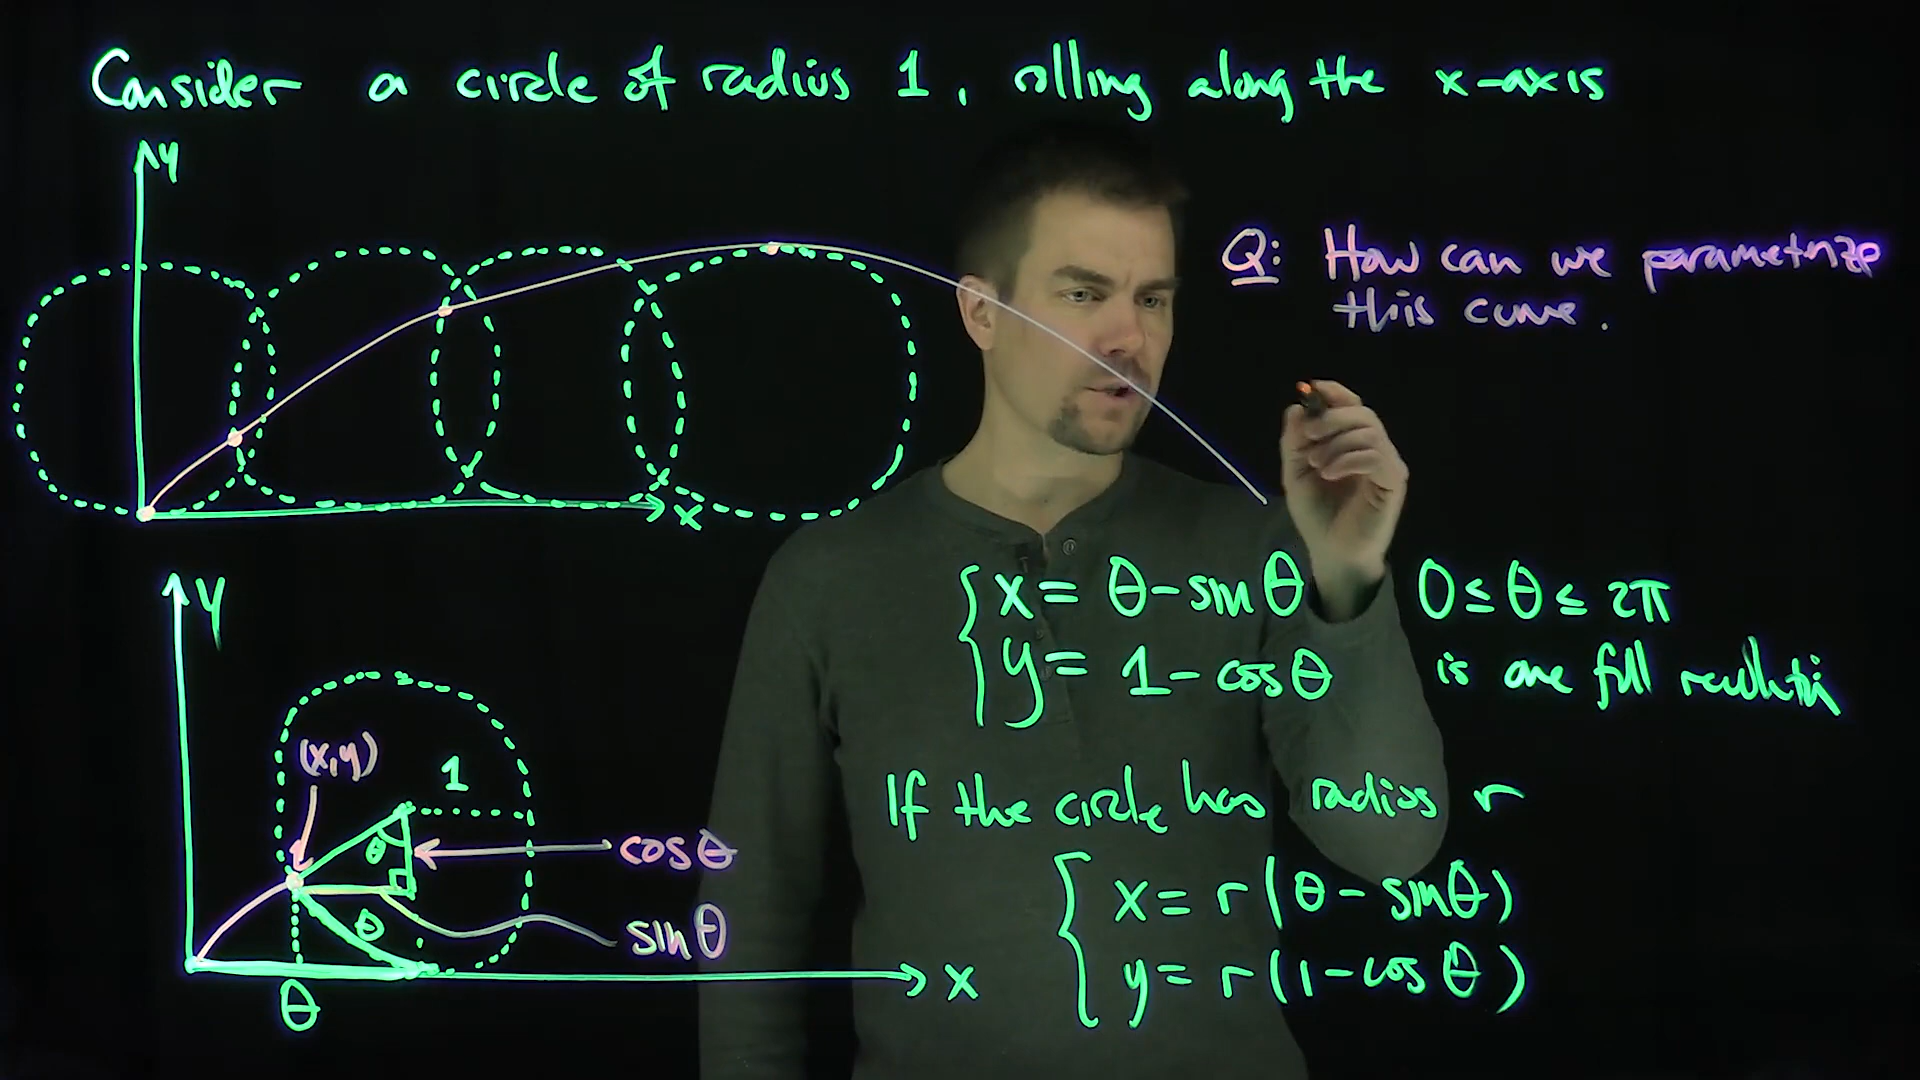 Consider a circle of radius 1, rolling along the x-axis
y
Q: How can we parametrize
this curve.
x
{ x = θ - sin θ   0 ≤ θ ≤ 2π
y = 1 - cos θ   is one full revolution
y
(x,y)
1
If the circle has radius r
θ
cos θ
{ x = r(θ - sin θ)
y = r(1 - cos θ)
θ
sin θ
x
θ